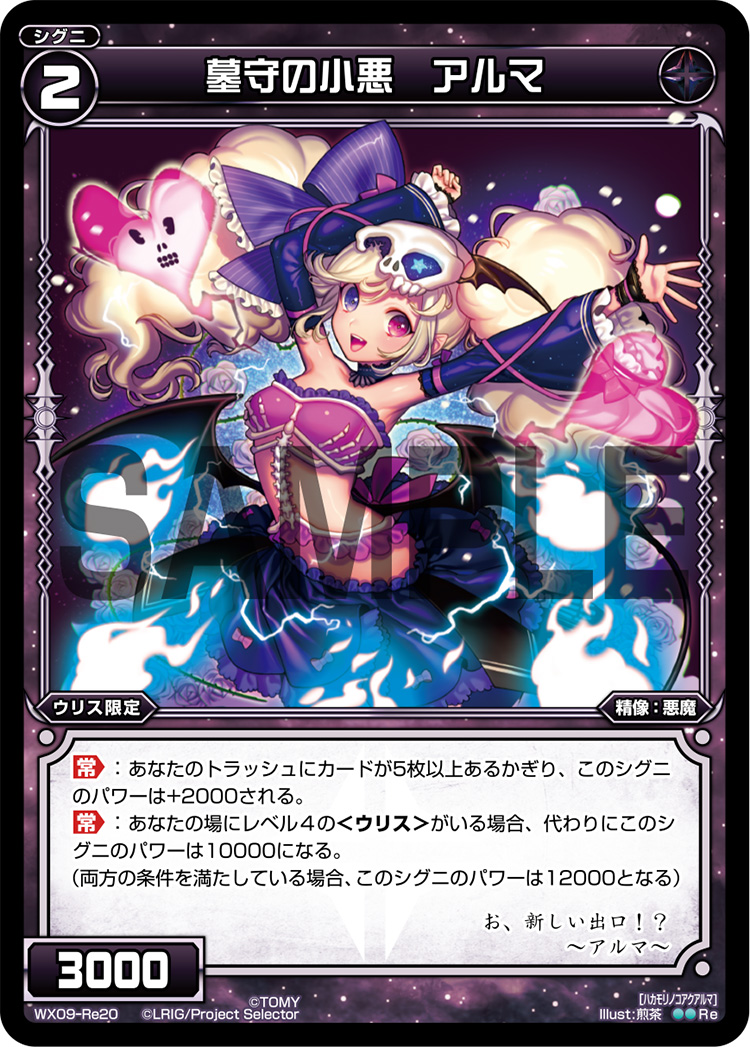 シグニ
2
墓守の小悪　アルマ
SAMPLE
ウリス限定
精像：悪魔
常：あなたのトラッシュにカードが5枚以上あるかぎり、このシグニ
のパワーは+2000される。
常：あなたの場にレベル４の<ウリス>がいる場合、代わりにこのシ
グニのパワーは10000になる。
（両方の条件を満たしている場合、このシグニのパワーは12000となる）
お、新しい出口！？
～アルマ～
3000
[ハカモリノコアクアルマ]
©TOMY
WX09-Re20 ©LRIG/Project Selector
Illust:煎茶 Re